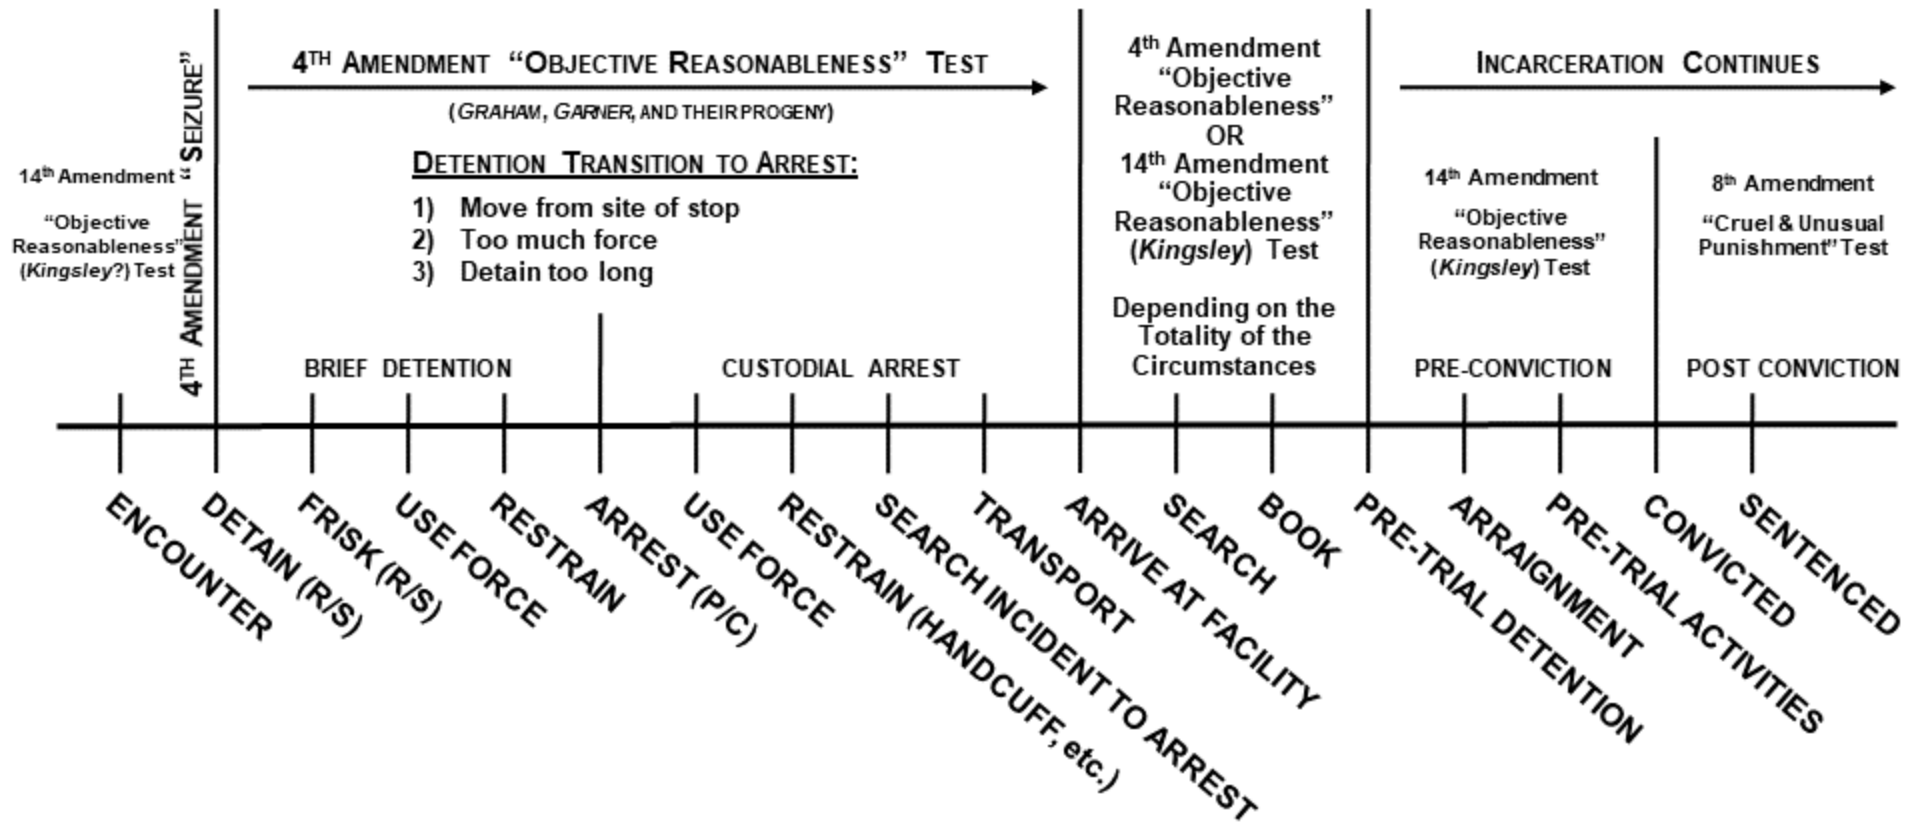 14th Amendment
“Objective
Reasonableness”
(Kingsley?) Test
4TH AMENDMENT “SEIZURE”
4TH AMENDMENT “OBJECTIVE REASONABLENESS” TEST
(GRAHAM, GARNER, AND THEIR PROGENY)
DETENTION TRANSITION TO ARREST:
1) Move from site of stop
2) Too much force
3) Detain too long
BRIEF DETENTION
CUSTODIAL ARREST
4th Amendment
“Objective
Reasonableness”
OR
14th Amendment
“Objective
Reasonableness”
(Kingsley) Test
Depending on the
Totality of the
Circumstances
INCARCERATION CONTINUES
14th Amendment
“Objective
Reasonableness”
(Kingsley) Test
PRE-CONVICTION
8th Amendment
“Cruel & Unusual
Punishment” Test
POST CONVICTION
ENCOUNTER
DETAIN (R/S)
FRISK (R/S)
USE FORCE
RESTRAIN
ARREST (P/C)
USE FORCE
RESTRAIN (HANDCUFF, etc.)
SEARCH INCIDENT TO ARREST
TRANSPORT
ARRIVE AT FACILITY
SEARCH
BOOK
PRE-TRIAL DETENTION
ARRAIGNMENT
PRE-TRIAL ACTIVITIES
CONVICTED
SENTENCED